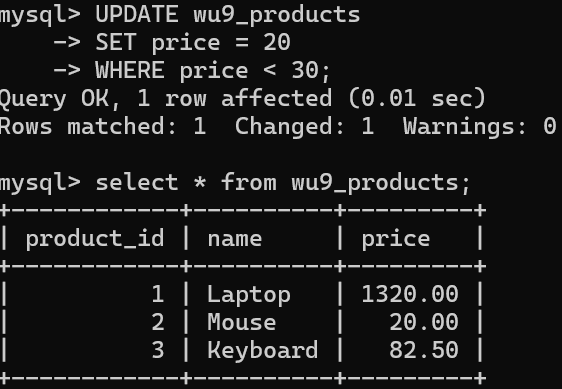 mysql> UPDATE wu9_products
    -> SET price = 20
    -> WHERE price < 30;
Query OK, 1 row affected (0.01 sec)
Rows matched: 1  Changed: 1  Warnings: 0

mysql> select * from wu9_products;
+------------+----------+---------+
| product_id | name     | price   |
+------------+----------+---------+
|          1 | Laptop   | 1320.00 |
|          2 | Mouse    |   20.00 |
|          3 | Keyboard |   82.50 |
+------------+----------+---------+